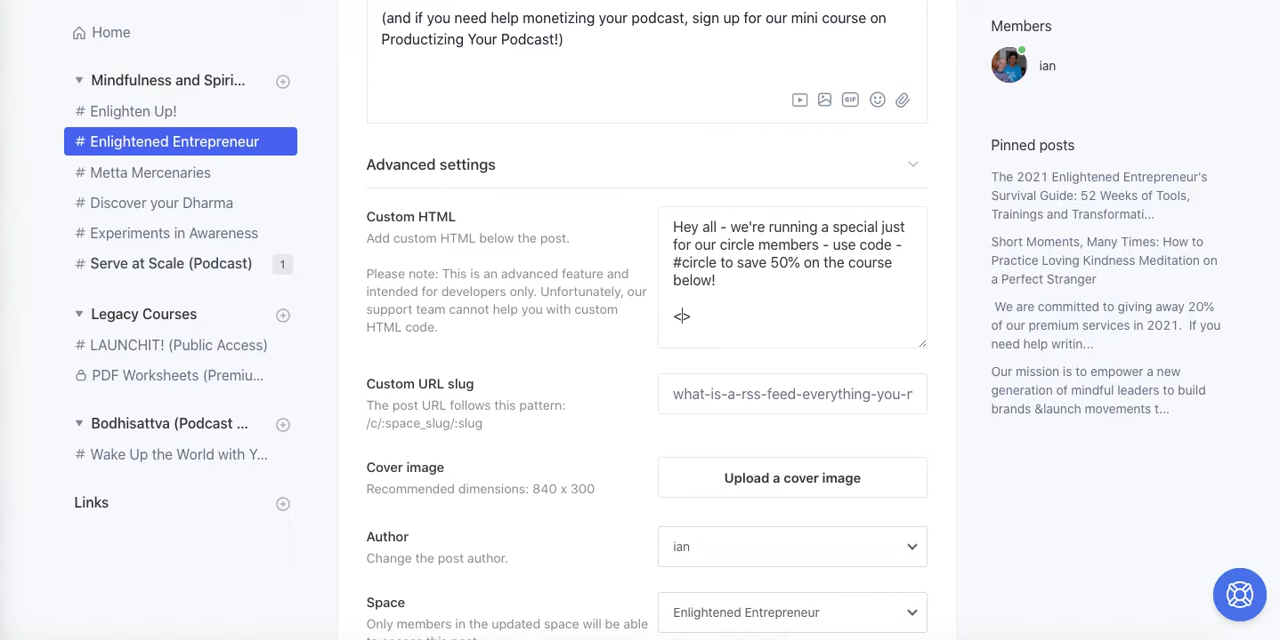 Home
Mindfulness and Spiri...
# Enlighten Up!
# Enlightened Entrepreneur
# Metta Mercenaries
# Discover your Dharma
# Experiments in Awareness
# Serve at Scale (Podcast) 1
Legacy Courses
# LAUNCHIT! (Public Access)
PDF Worksheets (Premiu...
Bodhisattva (Podcast ...
# Wake Up the World with Y...
Links
(and if you need help monetizing your podcast, sign up for our mini course on
Productizing Your Podcast!)
GIF
Advanced settings
Custom HTML
Add custom HTML below the post.
Please note: This is an advanced feature and
intended for developers only. Unfortunately, our
support team cannot help you with custom
HTML code.
Hey all - we're running a special just
for our circle members - use code -
#circle to save 50% on the course
below!
<>
Custom URL slug
The post URL follows this pattern:
/c/:space_slug/:slug
what-is-a-rss-feed-everything-you-r
Cover image
Recommended dimensions: 840 x 300
Upload a cover image
Author
Change the post author.
ian
Space
Only members in the updated space will be able
to access this post.
Enlightened Entrepreneur
Members
ian
Pinned posts
The 2021 Enlightened Entrepreneur's
Survival Guide: 52 Weeks of Tools,
Trainings and Transformati...
Short Moments, Many Times: How to
Practice Loving Kindness Meditation on
a Perfect Stranger
We are committed to giving away 20%
of our premium services in 2021. If you
need help writin...
Our mission is to empower a new
generation of mindful leaders to build
brands &launch movements t...